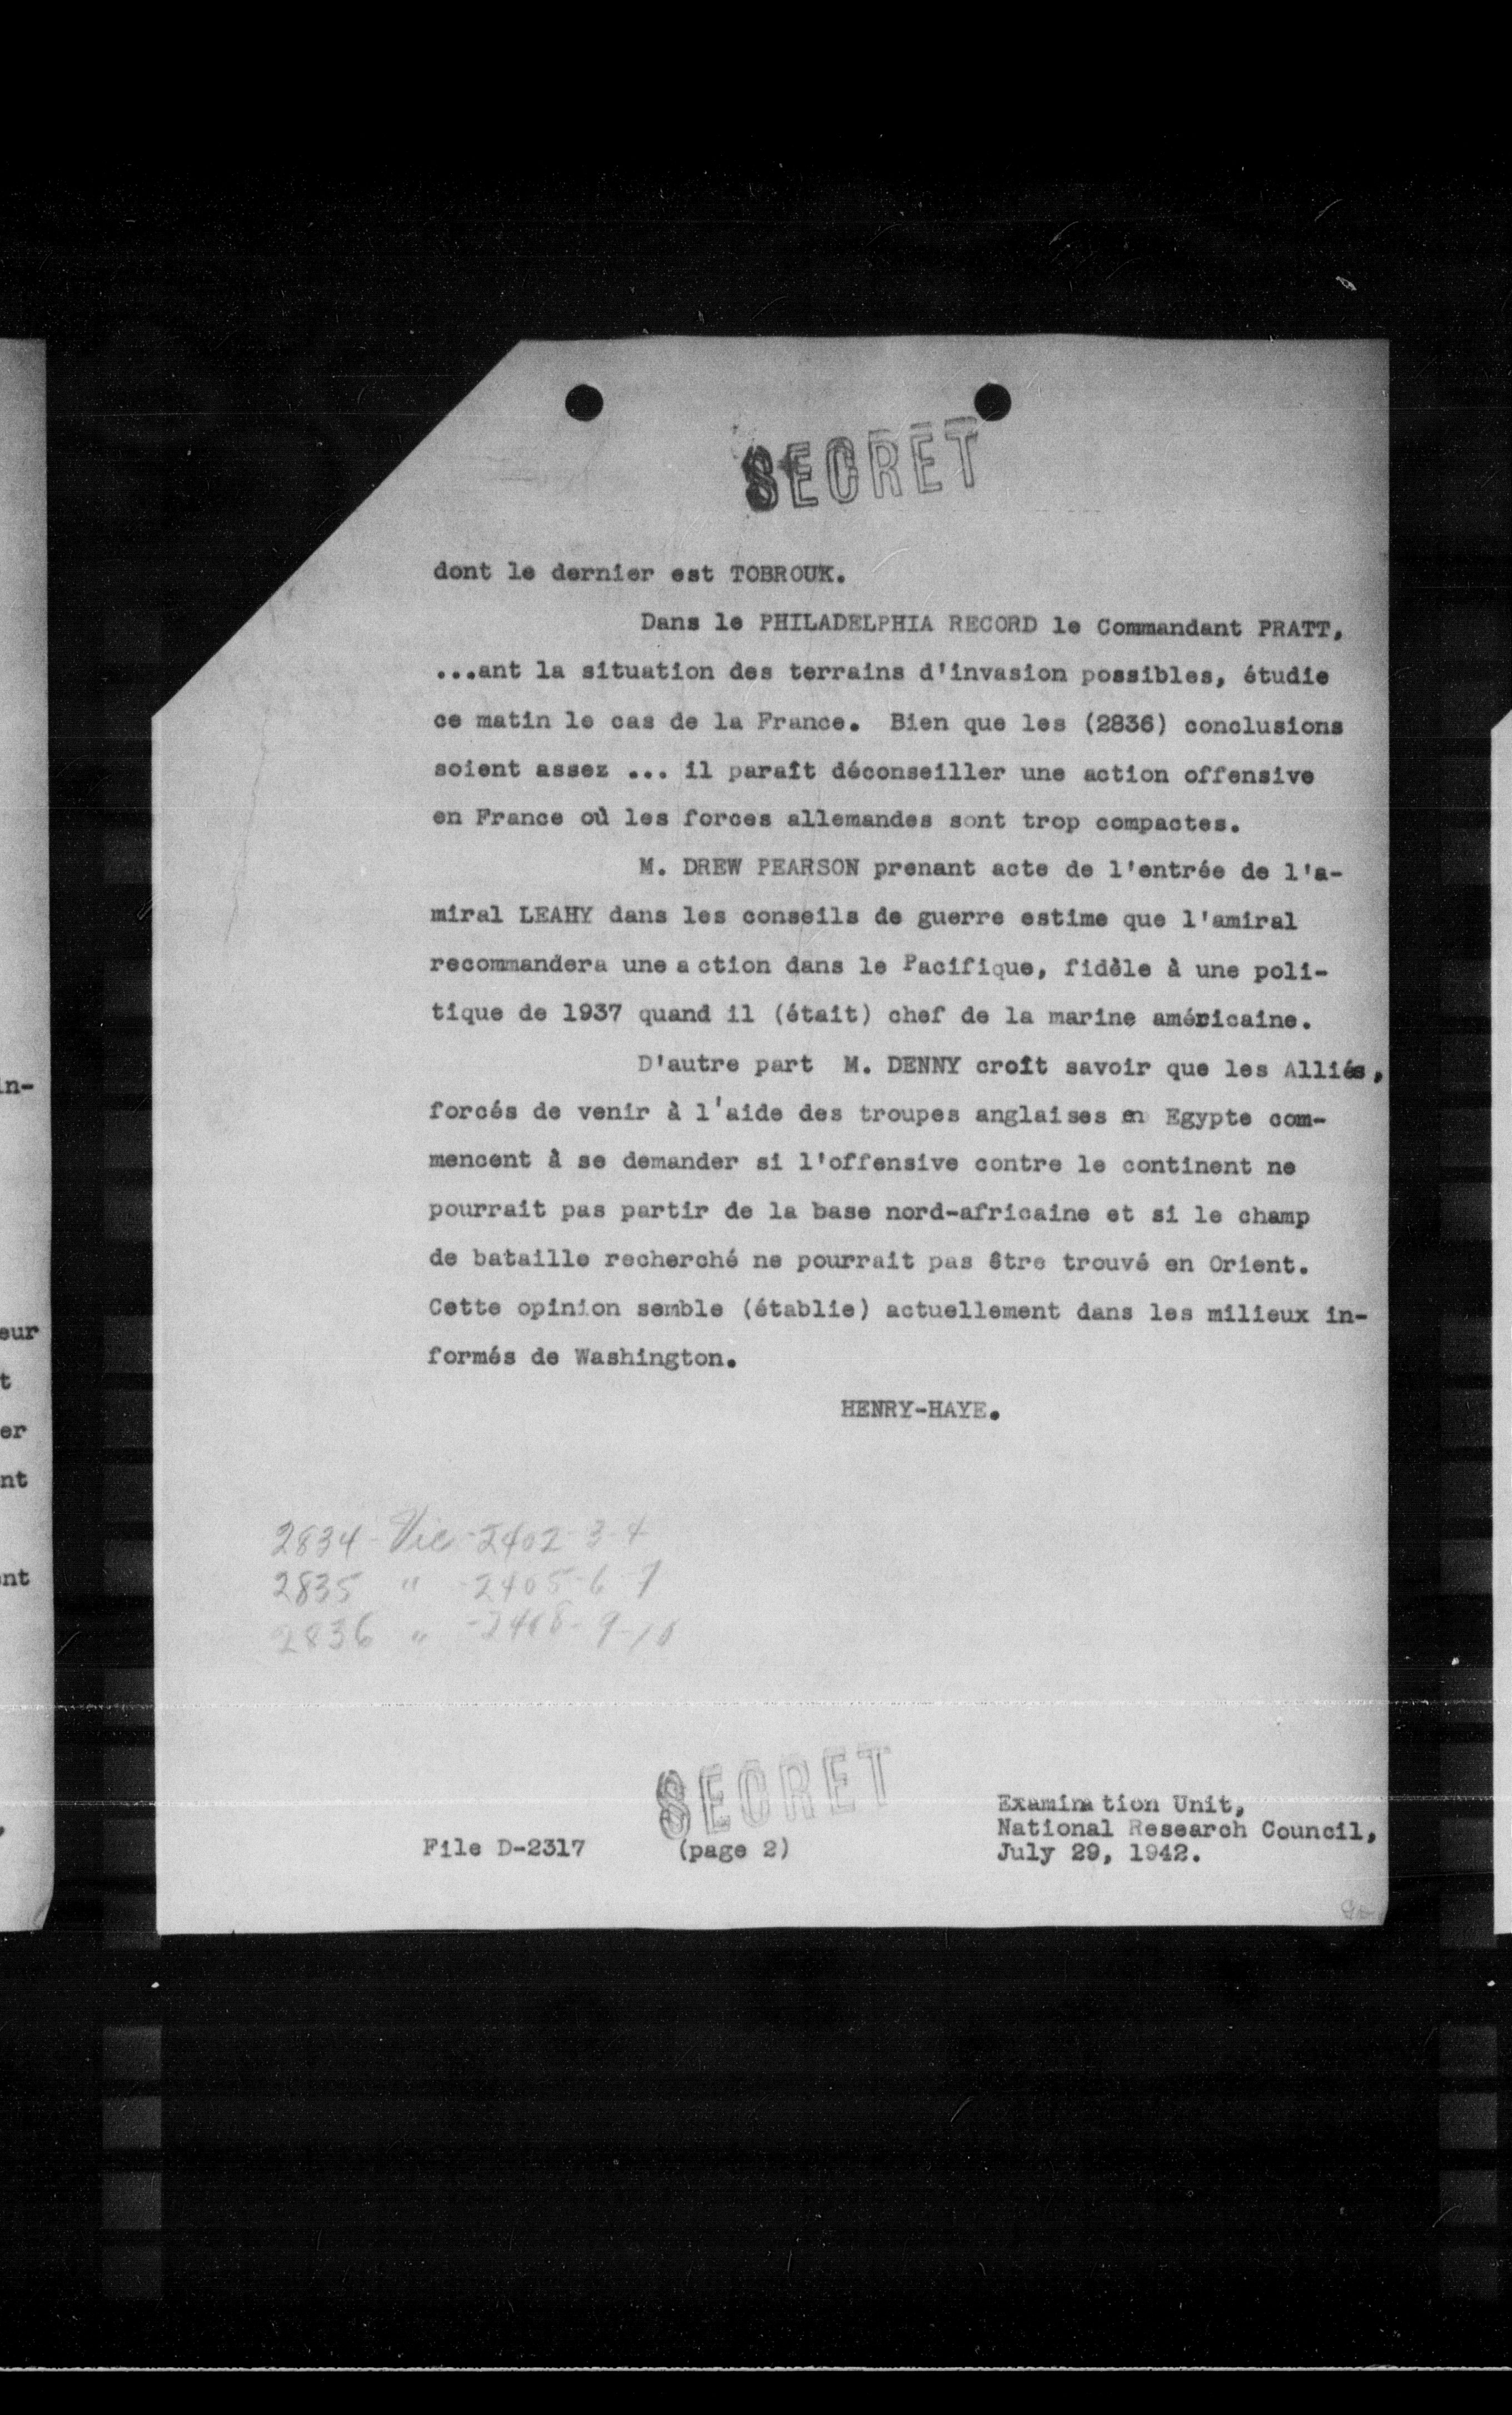 SECRET
dont le dernier est TOBROUK.
Dans le PHILADELPHIA RECORD le Commandant PRATT,
...ant la situation des terrains d'invasion possibles, étudie
ce matin le cas de la France. Bien que les (2836) conclusions
soient assez ... il paraît déconseiller une action offensive
en France où les forces allemandes sont trop compactes.
M. DREW PEARSON prenant acte de l'entrée de l'a-
miral LEAHY dans les conseils de guerre estime que l'amiral
recommandera une action dans le Pacifique, fidèle à une poli-
tique de 1937 quand il (était) chef de la marine américaine.
D'autre part M. DENNY croît savoir que les Alliés,
forcés de venir à l'aide des troupes anglaises en Egypte com-
mencent à se demander si l'offensive contre le continent ne
pourrait pas partir de la base nord-africaine et si le champ
de bataille recherché ne pourrait pas être trouvé en Orient.
Cette opinion semble (établie) actuellement dans les milieux in-
formés de Washington.
HENRY-HAYE.
2834 - Vic - 2402-3-4
2835 " - 2405-6-7
2836 " - 2408-9-10
SECRET
File D-2317
(page 2)
Examination Unit,
National Research Council,
July 29, 1942.
in-
eur
t
er
nt
nt